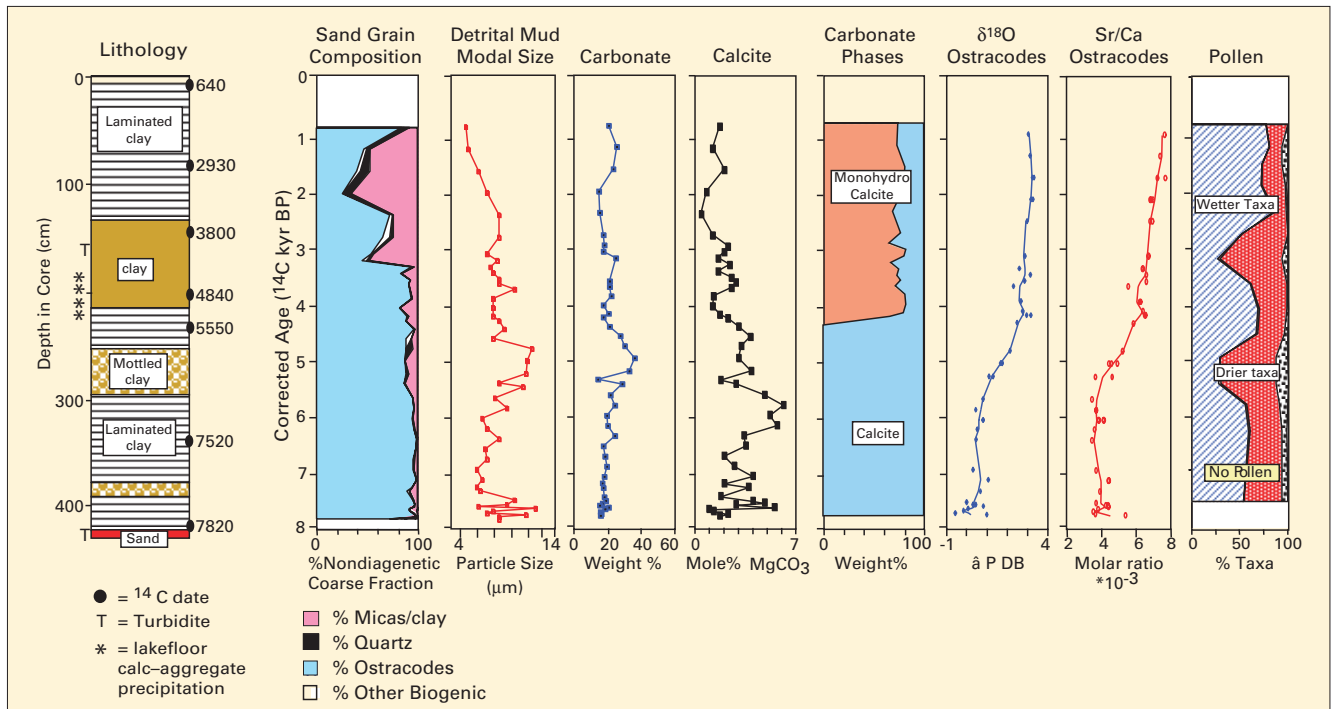 Lithology
Sand Grain
Composition
Detrital Mud
Modal Size
Carbonate
Calcite
Carbonate
Phases
δ18O
Ostracodes
Sr/Ca
Ostracodes
Pollen
Depth in Core (cm)
0
100
300
400
T
*
*
*
*
T
Laminated
clay
clay
Mottled
clay
Laminated
clay
Sand
640
2930
3800
4840
5550
7520
7820
Corrected Age (14C kyr BP)
0
1
2
3
4
5
6
7
8
Monohydro
Calcite
Calcite
Wetter Taxa
Drier taxa
No Pollen
0 100
%Nondiagenetic
Coarse Fraction
4 14
Particle Size
(μm)
0 20 40 60
Weight %
0 7
Mole% MgCO3
0 100
Weight%
-1 4
â P DB
2 4 6 8
Molar ratio
*10-3
0 100
% Taxa
= 14 C date
T = Turbidite
* = lakefloor
calc–aggregate
precipitation
% Micas/clay
% Quartz
% Ostracodes
% Other Biogenic